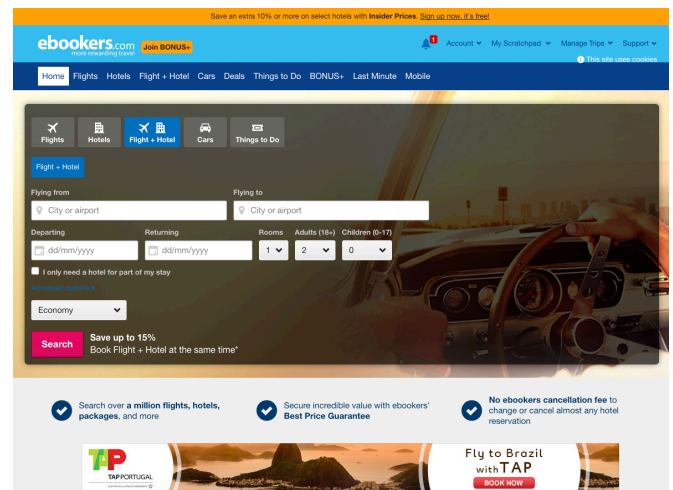 Save an extra 10% or more on select hotels with Insider Prices. Sign up now, it's free!
ebookers.com
more rewarding travel
Join BONUS+
1
Account
My Scratchpad
Manage Trips
Support
This site uses cookies
Home Flights Hotels Flight + Hotel Cars Deals Things to Do BONUS+ Last Minute Mobile
Flights Hotels Flight + Hotel Cars Things to Do
Flight + Hotel
Flying from Flying to
City or airport City or airport
Departing Returning Rooms Adults (18+) Children (0-17)
dd/mm/yyyy dd/mm/yyyy 1 2 0
I only need a hotel for part of my stay
Advanced options
Economy
Search
Save up to 15%
Book Flight + Hotel at the same time*
Search over a million flights, hotels,
packages, and more
Secure incredible value with ebookers'
Best Price Guarantee
No ebookers cancellation fee to
change or cancel almost any hotel
reservation
TAP
TAP PORTUGAL
Fly to Brazil
with TAP
BOOK NOW